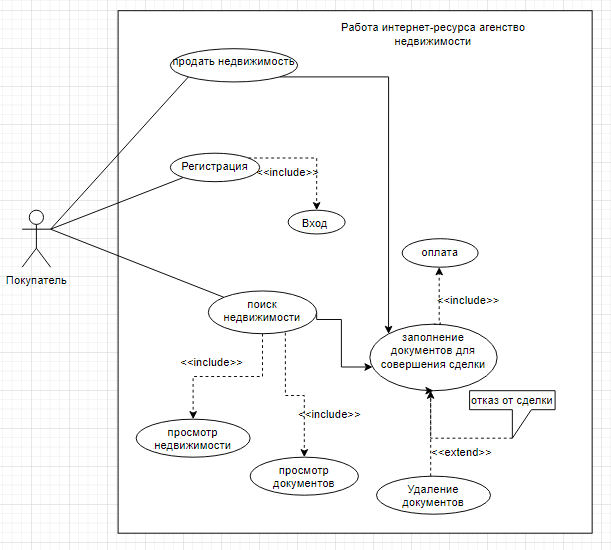 Работа интернет-ресурса агенство
недвижимости
продать недвижимость
Регистрация
<<include>>
Вход
Покупатель
оплата
<<include>>
поиск
недвижимости
заполнение
документов для
совершения сделки
<<include>>
отказ от сделки
<<include>>
просмотр
недвижимости
<<extend>>
просмотр
документов
Удаление
документов